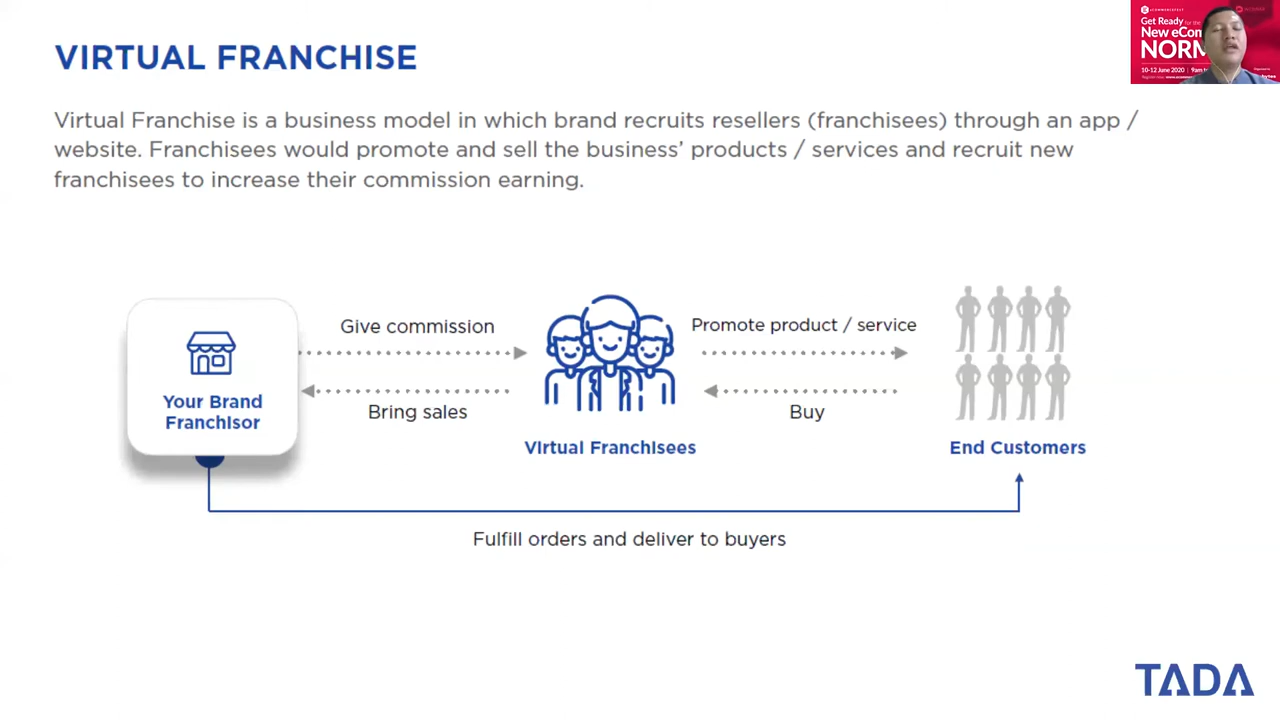 VIRTUAL FRANCHISE
Virtual Franchise is a business model in which brand recruits resellers (franchisees) through an app /
website. Franchisees would promote and sell the business’ products / services and recruit new
franchisees to increase their commission earning.
Get Ready for the
New eCom
NORM
10-12 June 2020 | 9am
Give commission
Bring sales
Promote product / service
Buy
Your Brand
Franchisor
Virtual Franchisees
End Customers
Fulfill orders and deliver to buyers
TADA